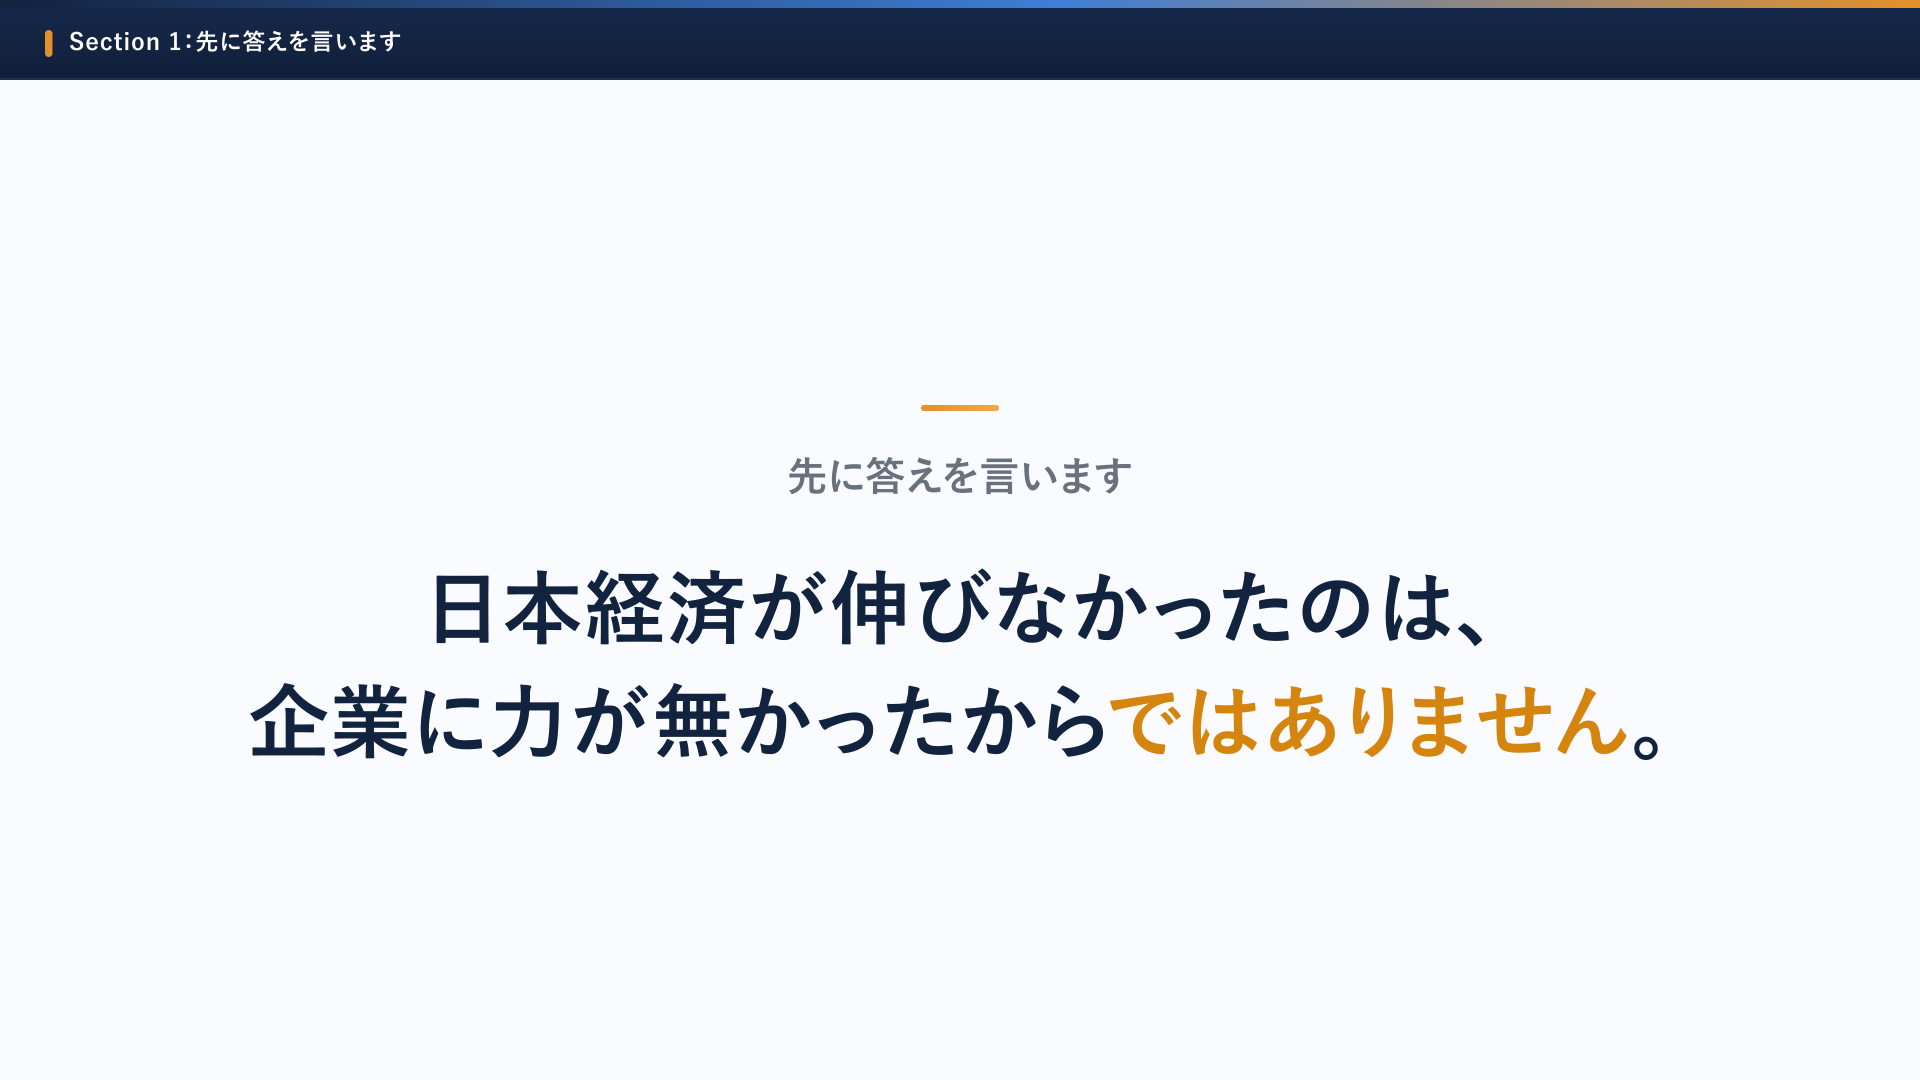 Section 1：先に答えを言います
先に答えを言います
日本経済が伸びなかったのは、
企業に力が無かったからではありません。